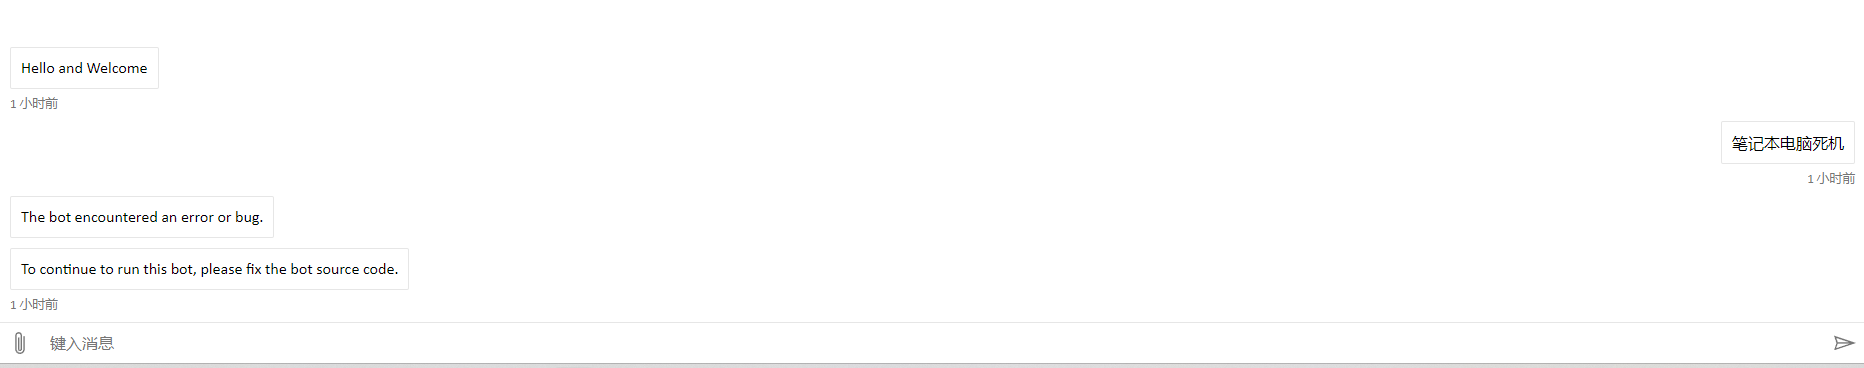 Hello and Welcome
1 小时前
笔记本电脑死机
1 小时前
The bot encountered an error or bug.
To continue to run this bot, please fix the bot source code.
1 小时前
键入消息